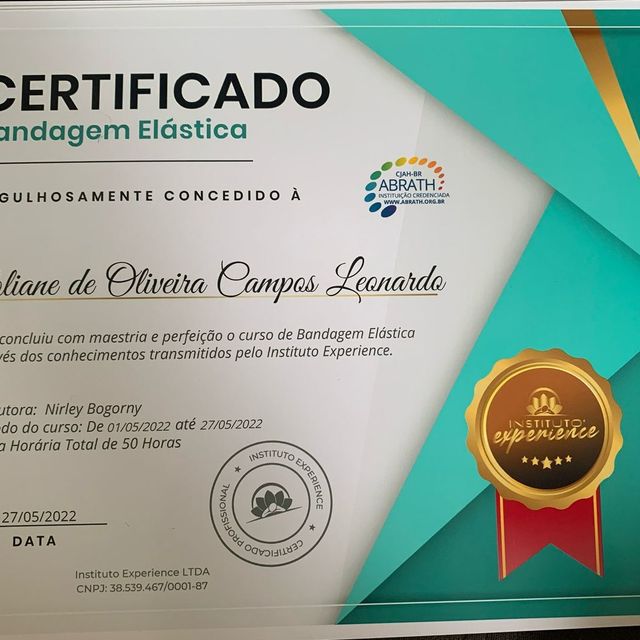 CERTIFICADO
andagem Elástica
GULHOSAMENTE CONCEDIDO À
CJAH-BR
ABRATH
INSTITUIÇÃO CREDENCIADA
WWW.ABRATH.ORG.BR
liane de Oliveira Campos Leonardo
concluiu com maestria e perfeição o curso de Bandagem Elástica
vés dos conhecimentos transmitidos pelo Instituto Experience.
utora: Nirley Bogorny
odo do curso: De 01/05/2022 até 27/05/2022
a Horária Total de 50 Horas
INSTITUTO
experience
INSTITUTO EXPERIENCE
CERTIFICADO PROFISSIONAL
27/05/2022
DATA
Instituto Experience LTDA
CNPJ: 38.539.467/0001-87